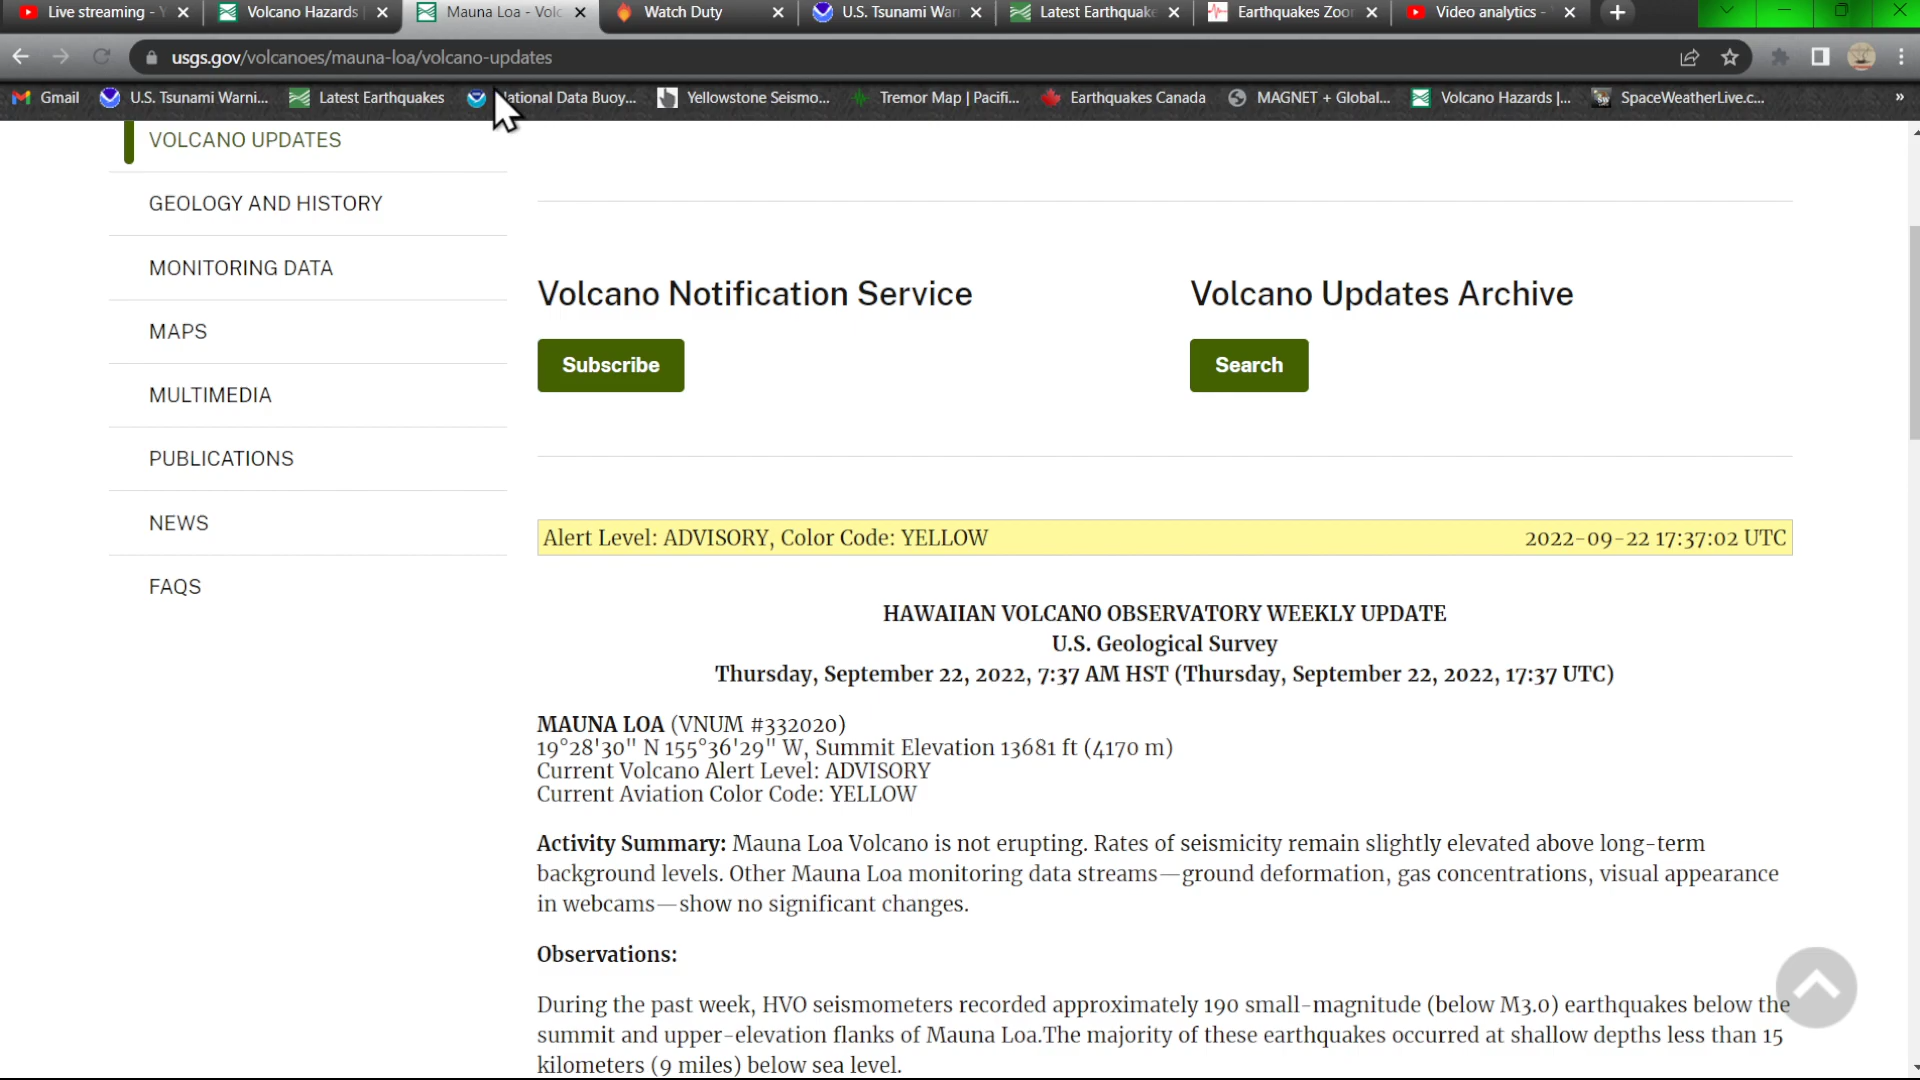 Live streaming - Y
Volcano Hazards
Mauna Loa - Volc
Watch Duty
U.S. Tsunami War
Latest Earthquake
Earthquakes Zoo
Video analytics -
usgs.gov/volcanoes/mauna-loa/volcano-updates
Gmail
U.S. Tsunami Warni...
Latest Earthquakes
ational Data Buoy...
Yellowstone Seismo...
Tremor Map | Pacifi...
Earthquakes Canada
MAGNET + Global...
Volcano Hazards |...
SpaceWeatherLive.c...
»
VOLCANO UPDATES
GEOLOGY AND HISTORY
MONITORING DATA
MAPS
MULTIMEDIA
PUBLICATIONS
NEWS
FAQS
Volcano Notification Service
Subscribe
Volcano Updates Archive
Search
Alert Level: ADVISORY, Color Code: YELLOW
2022-09-22 17:37:02 UTC
HAWAIIAN VOLCANO OBSERVATORY WEEKLY UPDATE
U.S. Geological Survey
Thursday, September 22, 2022, 7:37 AM HST (Thursday, September 22, 2022, 17:37 UTC)
MAUNA LOA (VNUM #332020)
19°28'30" N 155°36'29" W, Summit Elevation 13681 ft (4170 m)
Current Volcano Alert Level: ADVISORY
Current Aviation Color Code: YELLOW
Activity Summary: Mauna Loa Volcano is not erupting. Rates of seismicity remain slightly elevated above long-term
background levels. Other Mauna Loa monitoring data streams—ground deformation, gas concentrations, visual appearance
in webcams—show no significant changes.
Observations:
During the past week, HVO seismometers recorded approximately 190 small-magnitude (below M3.0) earthquakes below the
summit and upper-elevation flanks of Mauna Loa.The majority of these earthquakes occurred at shallow depths less than 15
kilometers (9 miles) below sea level.